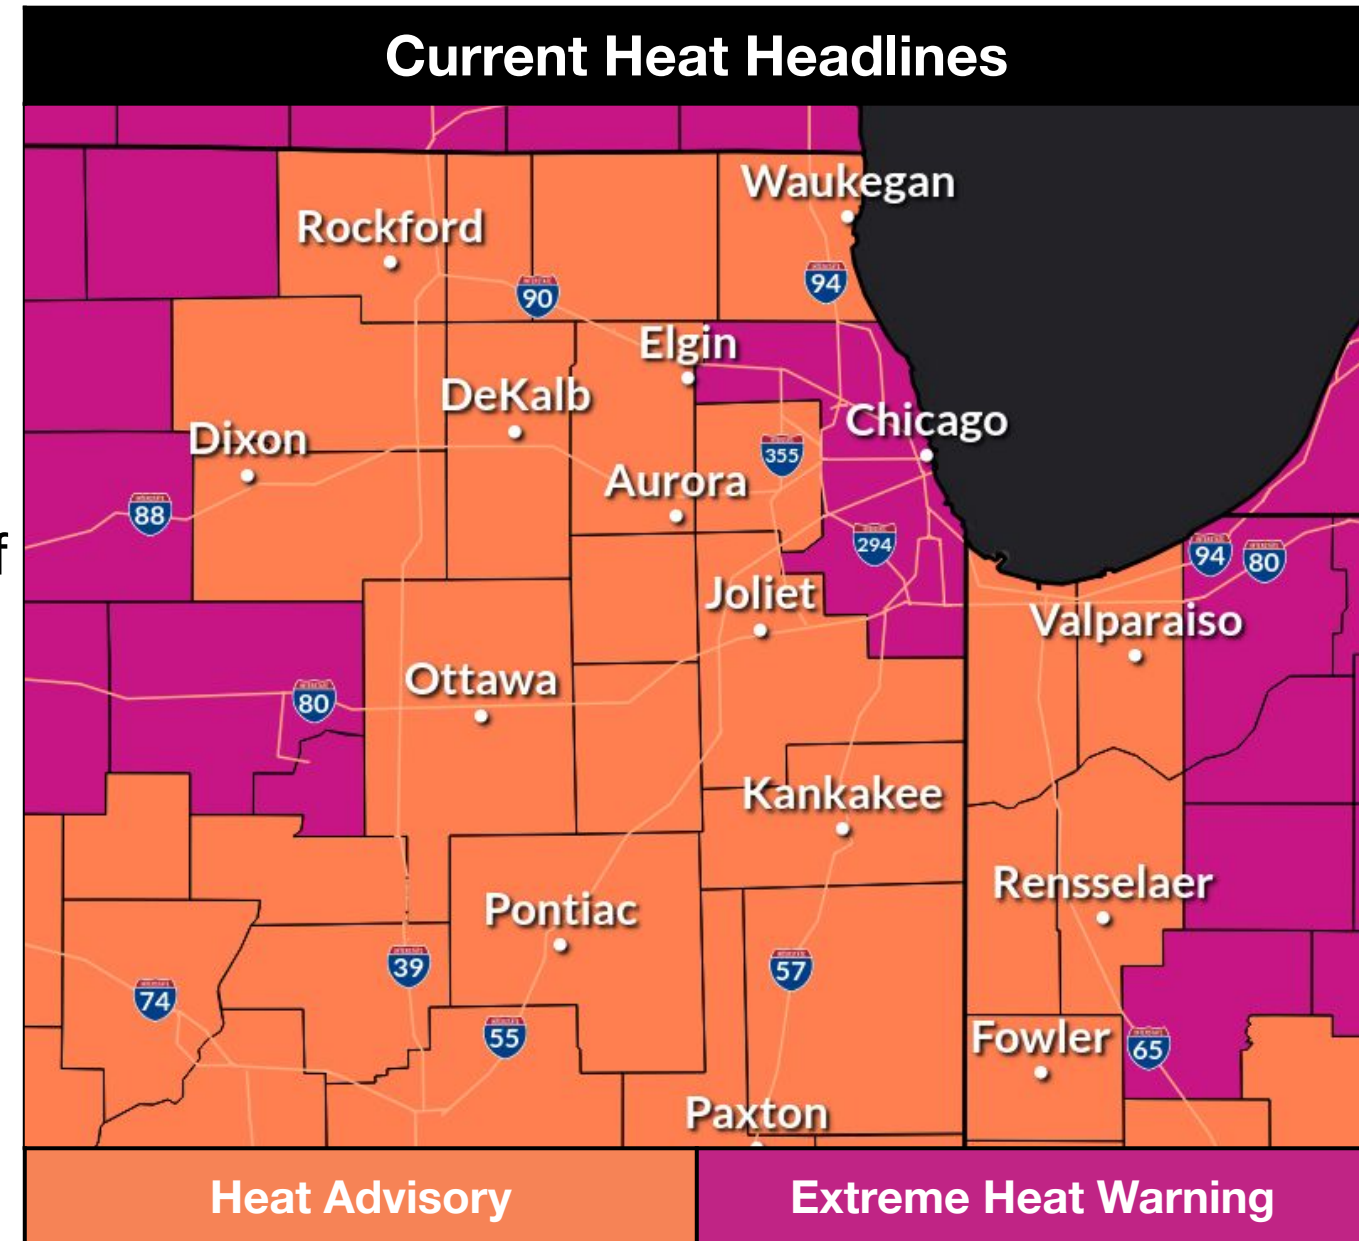 Current Heat Headlines
Waukegan
Rockford
90
94
Elgin
DeKalb
Chicago
Dixon
355
Aurora
88
f
294
94
80
Joliet
Valparaiso
Ottawa
80
Kankakee
Rensselaer
Pontiac
39
57
74
55
Fowler
65
Paxton
Heat Advisory
Extreme Heat Warning